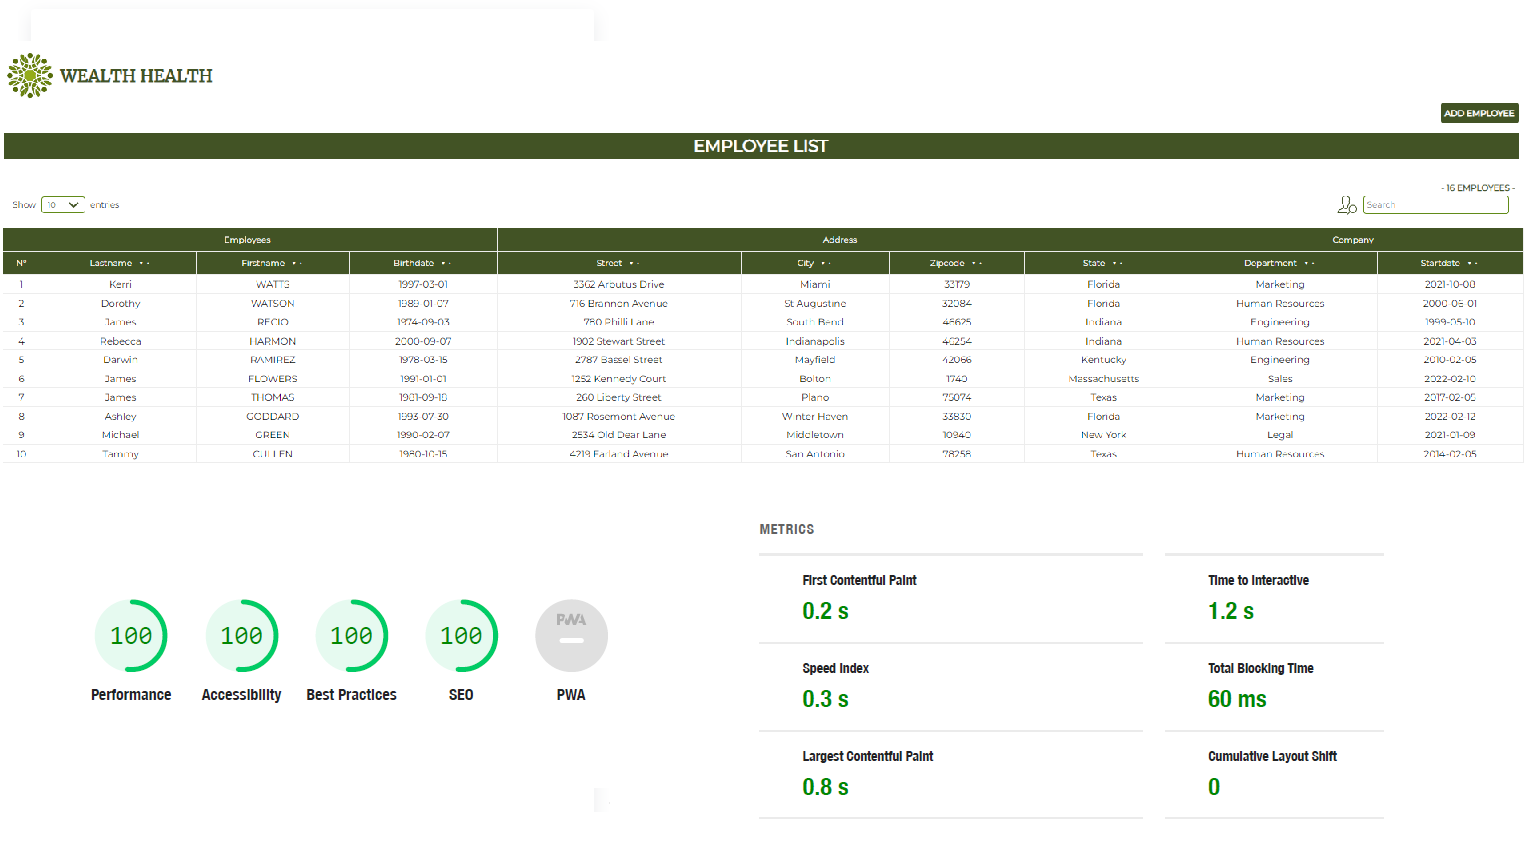 WEALTH HEALTH
ADD EMPLOYEE
EMPLOYEE LIST
- 16 EMPLOYEES -
Show 10 entries Search
Employees Address Company
N° Lastname Firstname Birthdate Street City Zipcode State Department Startdate
1 Kerri WATTS 1997-03-01 3362 Arbutus Drive Miami 33179 Florida Marketing 2021-10-08
2 Dorothy WATSON 1989-01-07 716 Brannon Avenue St Augustine 32084 Florida Human Resources 2000-06-01
3 James RECIO 1974-09-03 780 Philli Lane South Bend 46625 Indiana Engineering 1999-05-10
4 Rebecca HARMON 2000-09-07 1902 Stewart Street Indianapolis 46254 Indiana Human Resources 2021-04-03
5 Darwin RAMIREZ 1978-03-15 2787 Bassel Street Mayfield 42066 Kentucky Engineering 2010-02-05
6 James FLOWERS 1991-01-01 1252 Kennedy Court Bolton 1740 Massachusetts Sales 2022-02-10
7 James THOMAS 1981-09-18 260 Liberty Street Plano 75074 Texas Marketing 2017-02-05
8 Ashley GODDARD 1993-07-30 1087 Rosemont Avenue Winter Haven 33830 Florida Marketing 2022-02-12
9 Michael GREEN 1990-02-07 2534 Old Dear Lane Middletown 10940 New York Legal 2021-01-09
10 Tammy CULLEN 1980-10-15 4219 Farland Avenue San Antonio 78258 Texas Human Resources 2014-02-05
METRICS
First Contentful Paint Time to Interactive
0.2 s 1.2 s
100 100 100 100 PWA
Performance Accessibility Best Practices SEO PWA
Speed Index Total Blocking Time
0.3 s 60 ms
Largest Contentful Paint Cumulative Layout Shift
0.8 s 0